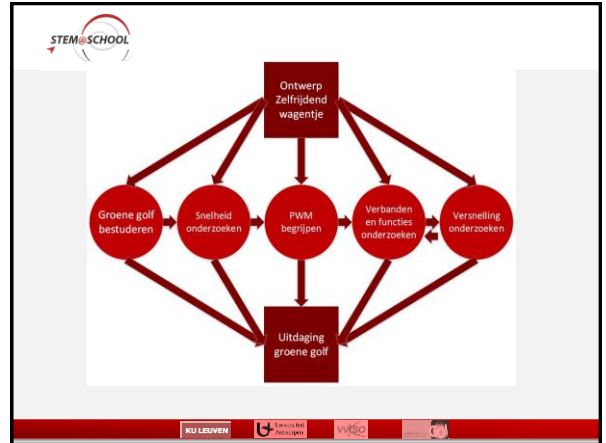 STEM@SCHOOL
Ontwerp
Zelfrijdend
wagentje
Groene golf
bestuderen
Snelheid
onderzoeken
PWM
begrijpen
Verbanden
en functies
onderzoeken
Versnelling
onderzoeken
Uitdaging
groene golf
KU LEUVEN
Universiteit
Antwerpen
VVKSO
GO!